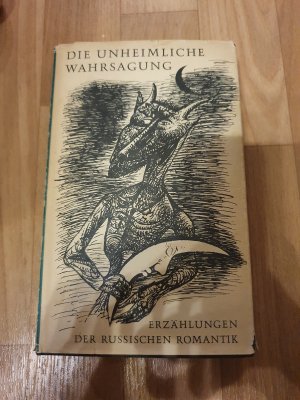 DIE UNHEIMLICHE
WAHRSAGUNG
ERZÄHLUNGEN
DER RUSSISCHEN ROMANTIK